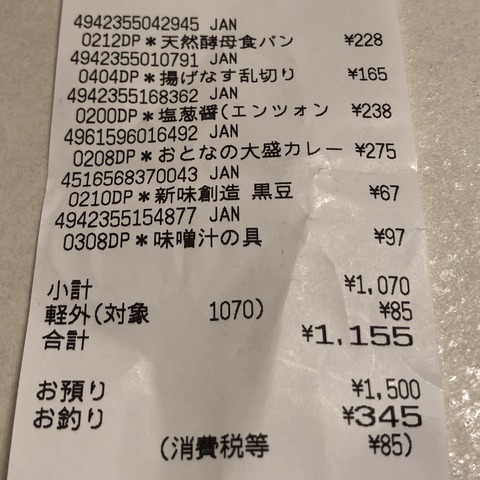 4942355042945 JAN
0212DP*天然酵母食パン ¥228
4942355010791 JAN
0404DP*揚げなす乱切り ¥165
4942355168362 JAN
0200DP*塩葱醤(エンツォン ¥238
4961596016492 JAN
0208DP*おとなの大盛カレー ¥275
4516568370043 JAN
0210DP*新味創造 黒豆 ¥67
4942355154877 JAN
0308DP*味噌汁の具 ¥97
小計 ¥1,070
軽外(対象 1070) ¥85
合計 ¥1,155
お預り ¥1,500
お釣り ¥345
(消費税等 ¥85)